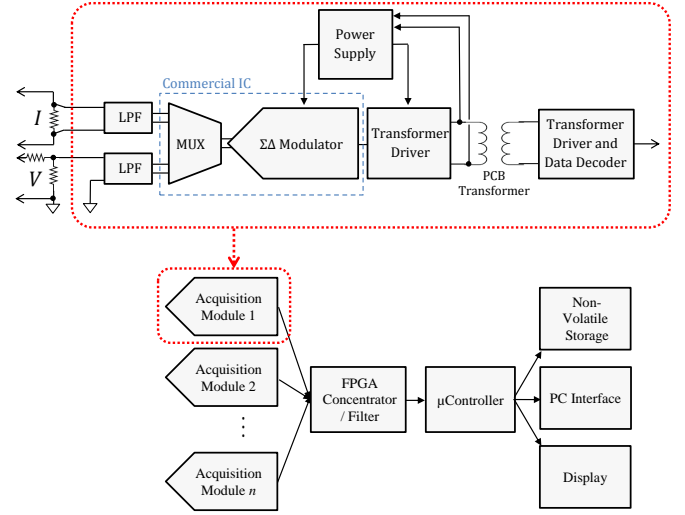 Power
Supply
Commercial IC
I
LPF
MUX
ΣΔ Modulator
Transformer
Driver
Transformer
Driver and
Data Decoder
V
LPF
PCB
Transformer
Acquisition
Module 1
Acquisition
Module 2
⋮
Acquisition
Module n
FPGA
Concentrator
/ Filter
μController
Non-
Volatile
Storage
PC Interface
Display